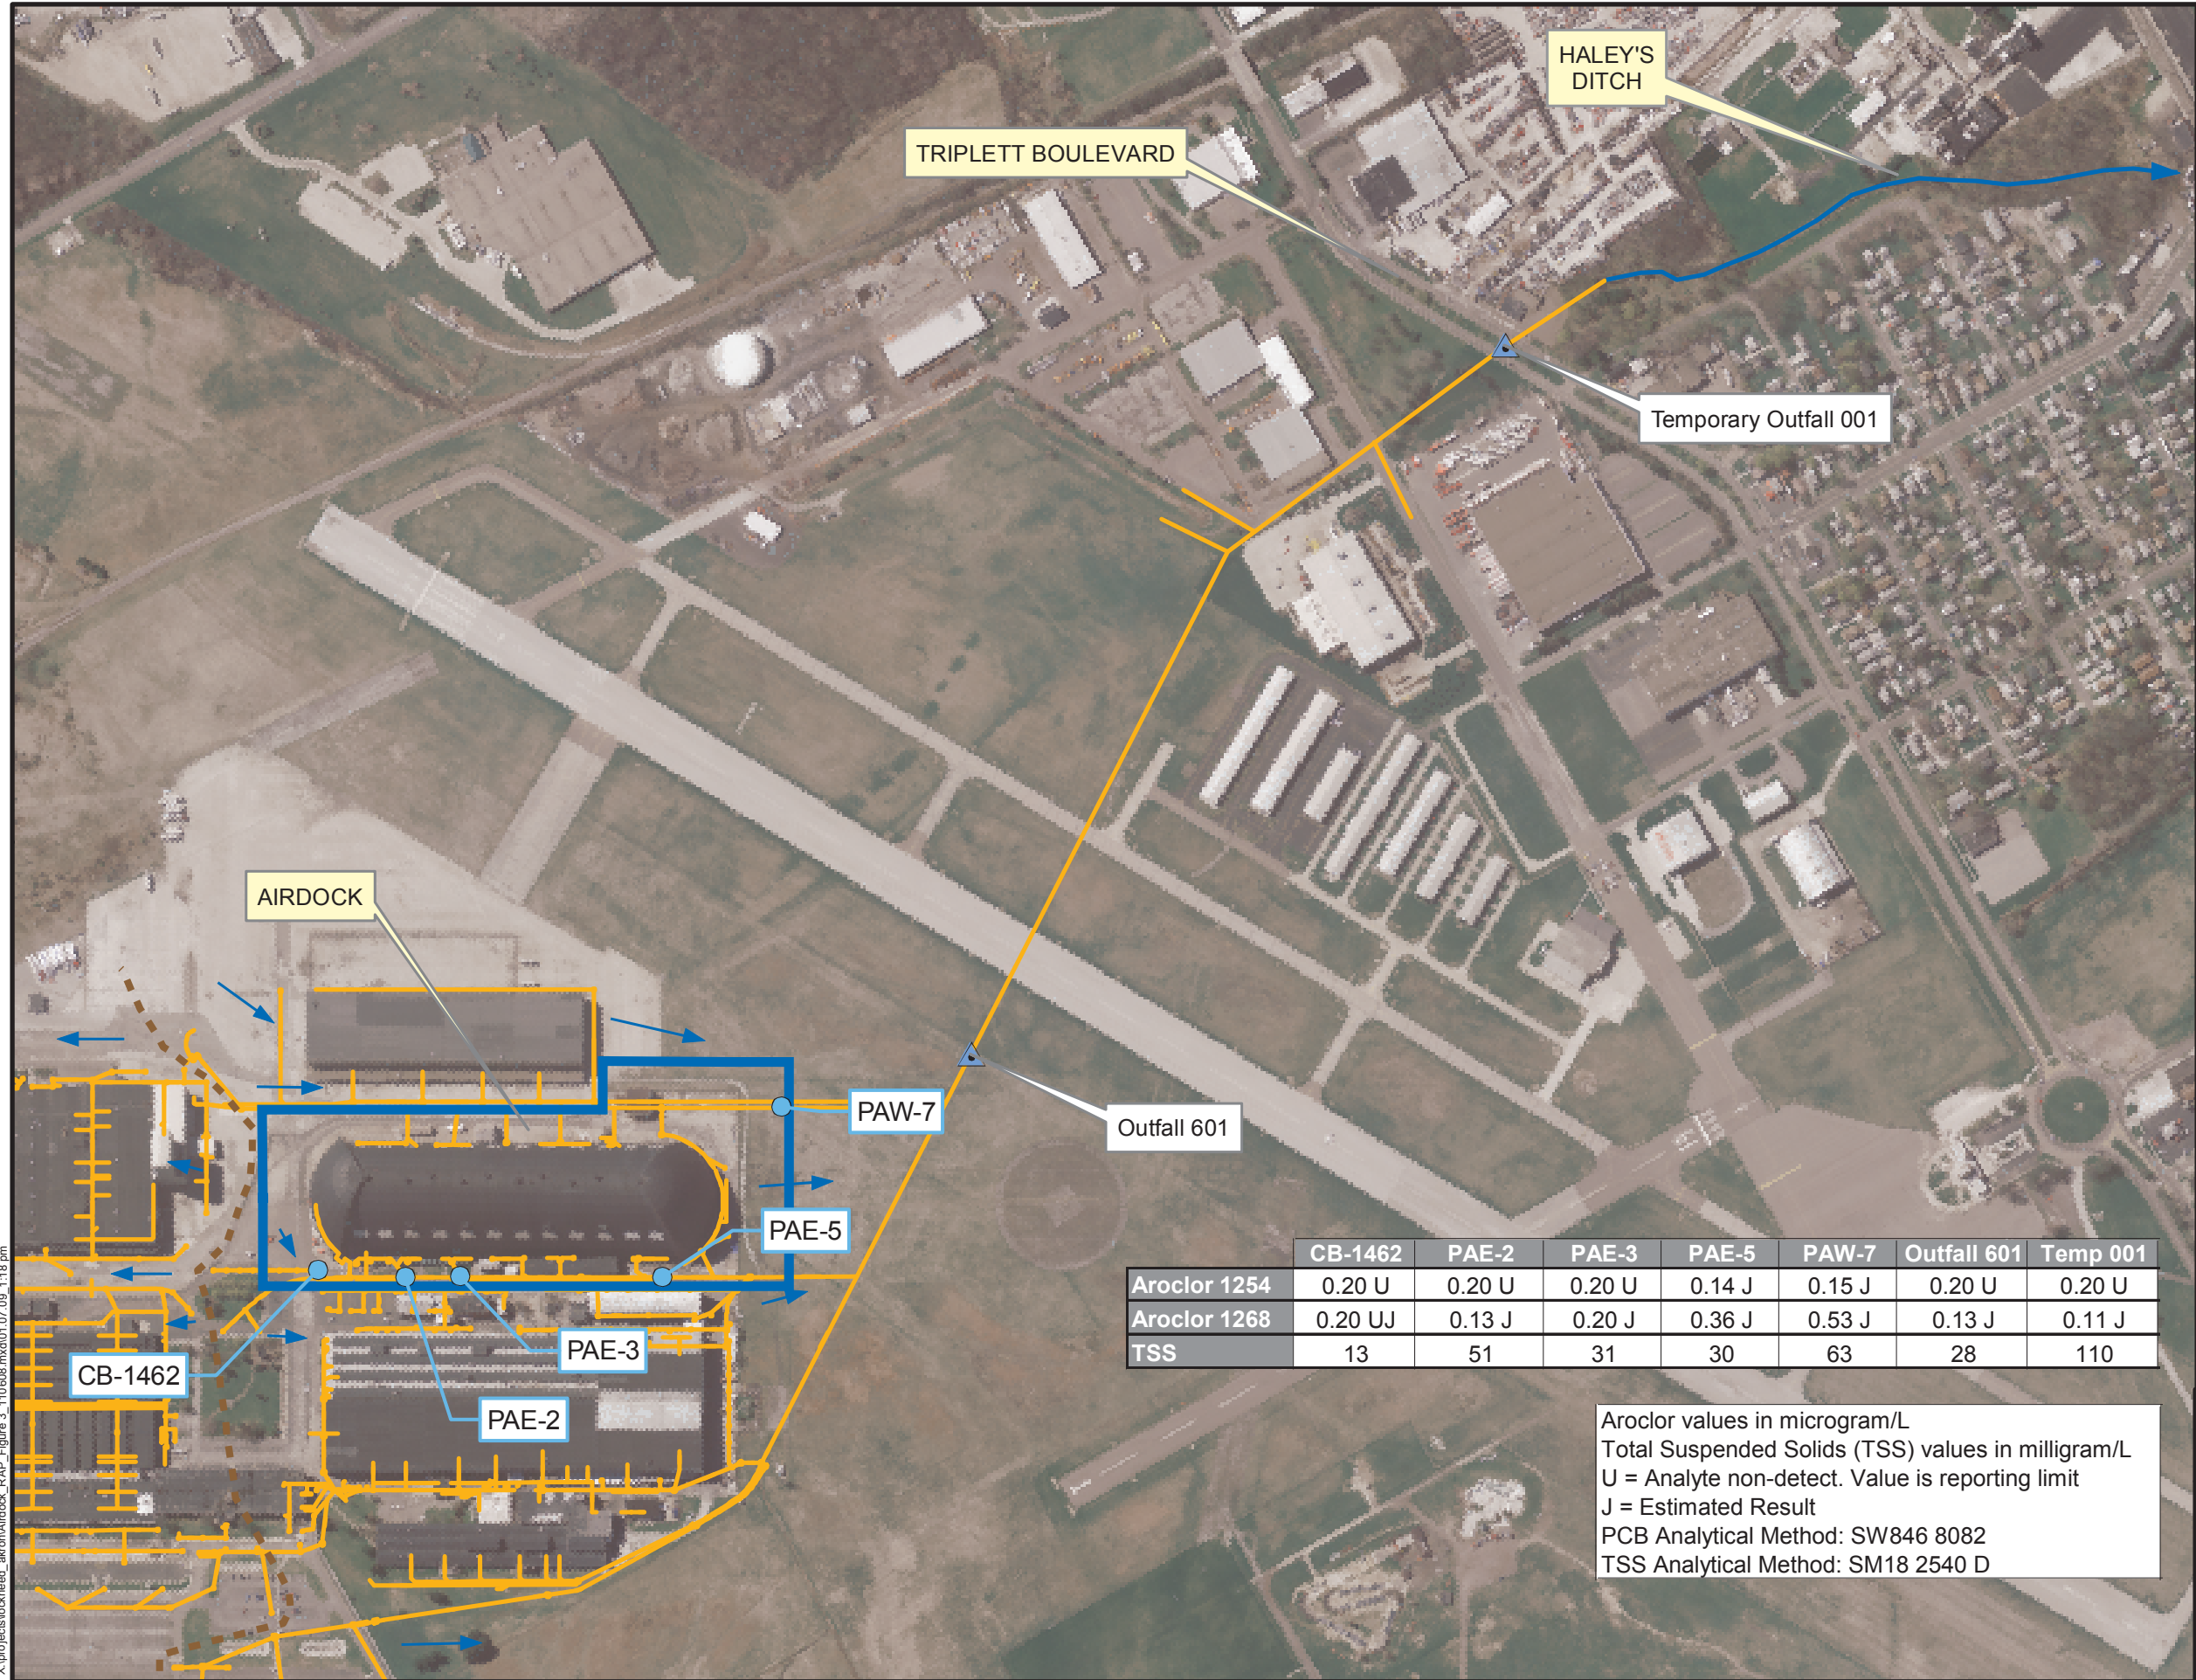 HALEY'S
DITCH
TRIPLETT BOULEVARD
Temporary Outfall 001
AIRDOCK
PAW-7
Outfall 601
PAE-5
PAE-3
CB-1462
PAE-2
CB-1462 PAE-2 PAE-3 PAE-5 PAW-7 Outfall 601 Temp 001
Aroclor 1254 0.20 U 0.20 U 0.20 U 0.14 J 0.15 J 0.20 U 0.20 U
Aroclor 1268 0.20 UJ 0.13 J 0.20 J 0.36 J 0.53 J 0.13 J 0.11 J
TSS 13 51 31 30 63 28 110
Aroclor values in microgram/L
Total Suspended Solids (TSS) values in milligram/L
U = Analyte non-detect. Value is reporting limit
J = Estimated Result
PCB Analytical Method: SW846 8082
TSS Analytical Method: SM18 2540 D